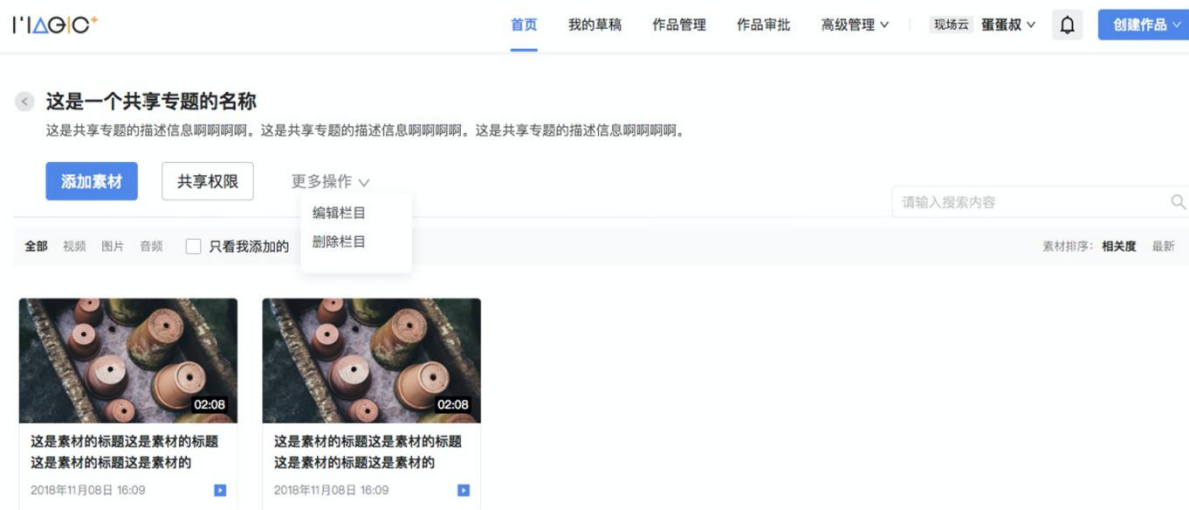 MAGIC+
首页 我的草稿 作品管理 作品审批 高级管理 现场云 蛋蛋叔 创建作品
这是一个共享专题的名称
这是共享专题的描述信息啊啊啊啊。这是共享专题的描述信息啊啊啊啊。这是共享专题的描述信息啊啊啊啊。
添加素材 共享权限 更多操作
请输入搜索内容
编辑栏目
删除栏目
全部 视频 图片 音频 只看我添加的 素材排序: 相关度 最新
02:08 02:08
这是素材的标题这是素材的标题
这是素材的标题这是素材的
2018年11月08日 16:09
这是素材的标题这是素材的标题
这是素材的标题这是素材的
2018年11月08日 16:09